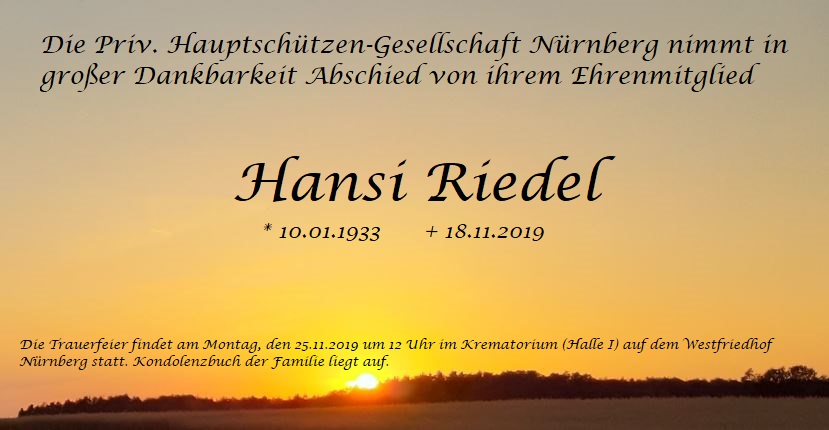 Die Priv. Hauptschützen-Gesellschaft Nürnberg nimmt in
großer Dankbarkeit Abschied von ihrem Ehrenmitglied
Hansi Riedel
* 10.01.1933 + 18.11.2019
Die Trauerfeier findet am Montag, den 25.11.2019 um 12 Uhr im Krematorium (Halle I) auf dem Westfriedhof
Nürnberg statt. Kondolenzbuch der Familie liegt auf.